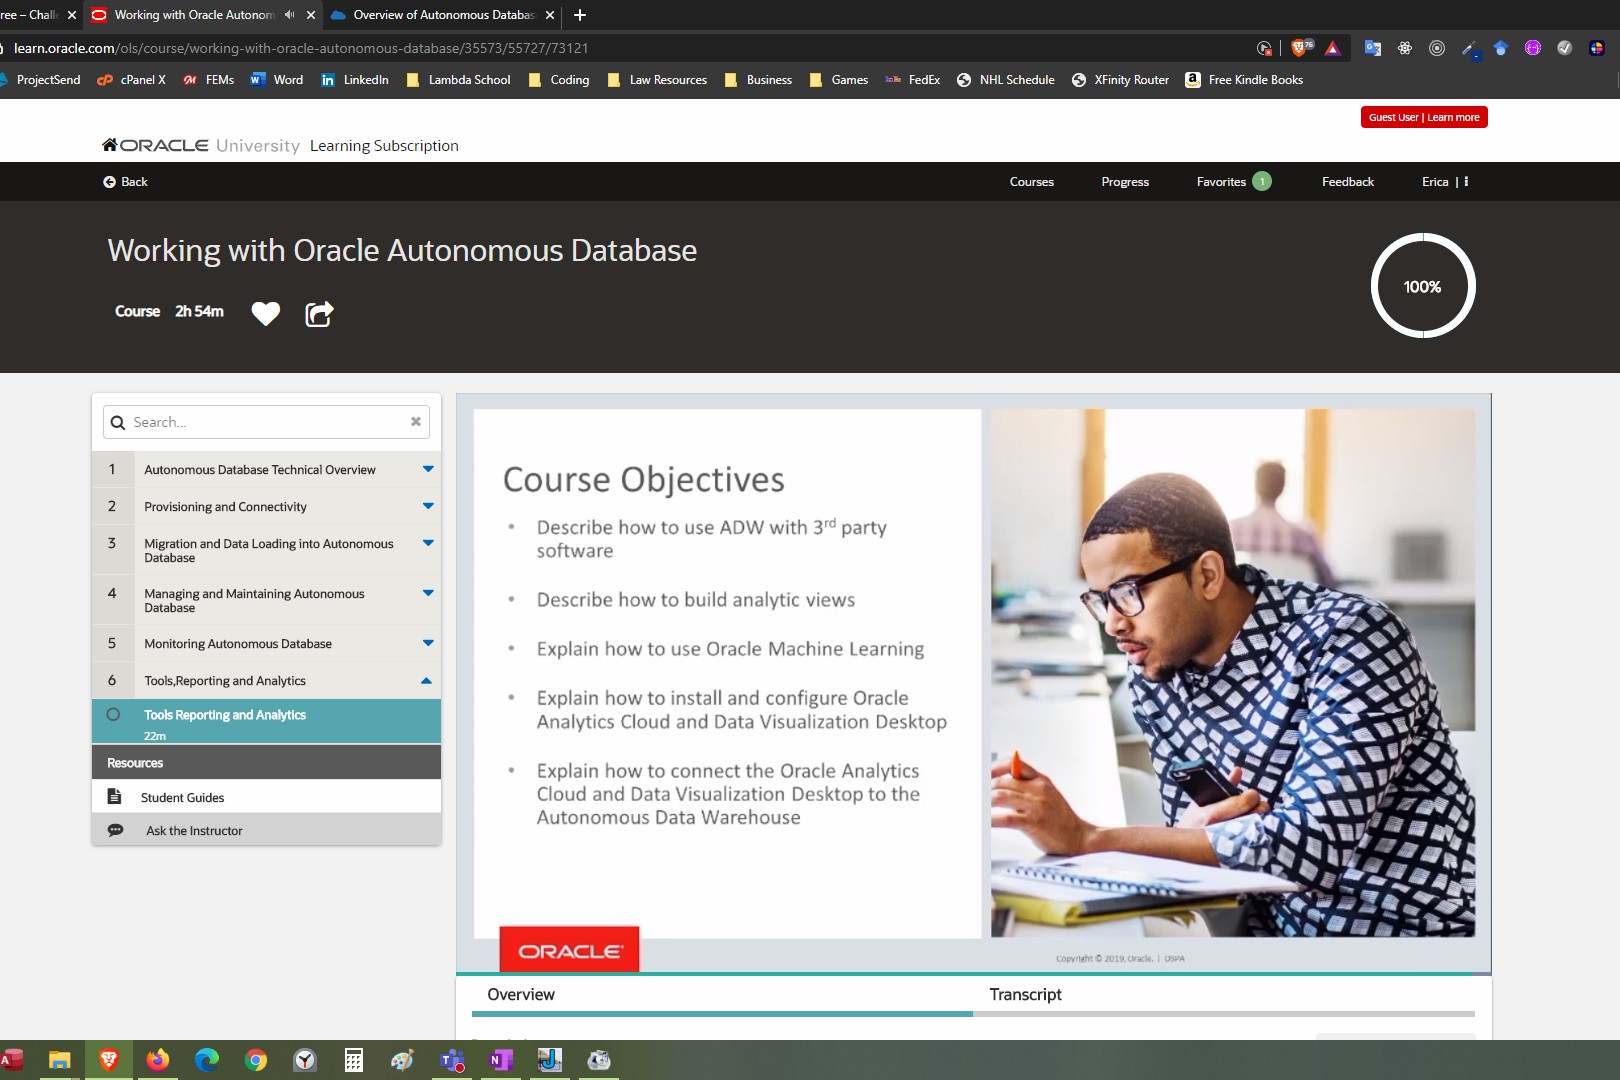 ree – Chall
Working with Oracle Autonom
Overview of Autonomous Databas
learn.oracle.com/ols/course/working-with-oracle-autonomous-database/35573/55727/73121
76
ProjectSend
cPanel X
FEMs
Word
LinkedIn
Lambda School
Coding
Law Resources
Business
Games
FedEx
NHL Schedule
XFinity Router
Free Kindle Books
Guest User | Learn more
ORACLE University Learning Subscription
Back
Courses
Progress
Favorites 1
Feedback
Erica |
Working with Oracle Autonomous Database
Course 2h 54m
100%
Search...
1 Autonomous Database Technical Overview
2 Provisioning and Connectivity
3 Migration and Data Loading into Autonomous
Database
4 Managing and Maintaining Autonomous
Database
5 Monitoring Autonomous Database
6 Tools,Reporting and Analytics
Tools Reporting and Analytics
22m
Resources
Student Guides
Ask the Instructor
Course Objectives
• Describe how to use ADW with 3rd party
software
• Describe how to build analytic views
• Explain how to use Oracle Machine Learning
• Explain how to install and configure Oracle
Analytics Cloud and Data Visualization Desktop
• Explain how to connect the Oracle Analytics
Cloud and Data Visualization Desktop to the
Autonomous Data Warehouse
ORACLE
Copyright © 2019, Oracle. | OSPA
Overview
Transcript